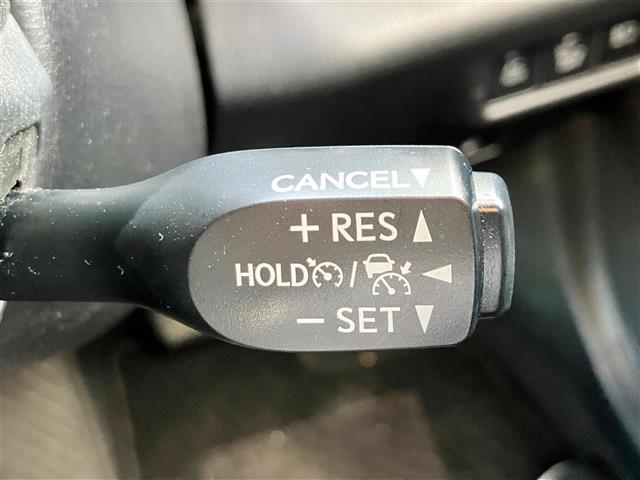 CANCEL▼
+ RES ▲
HOLD / ◀
− SET ▼